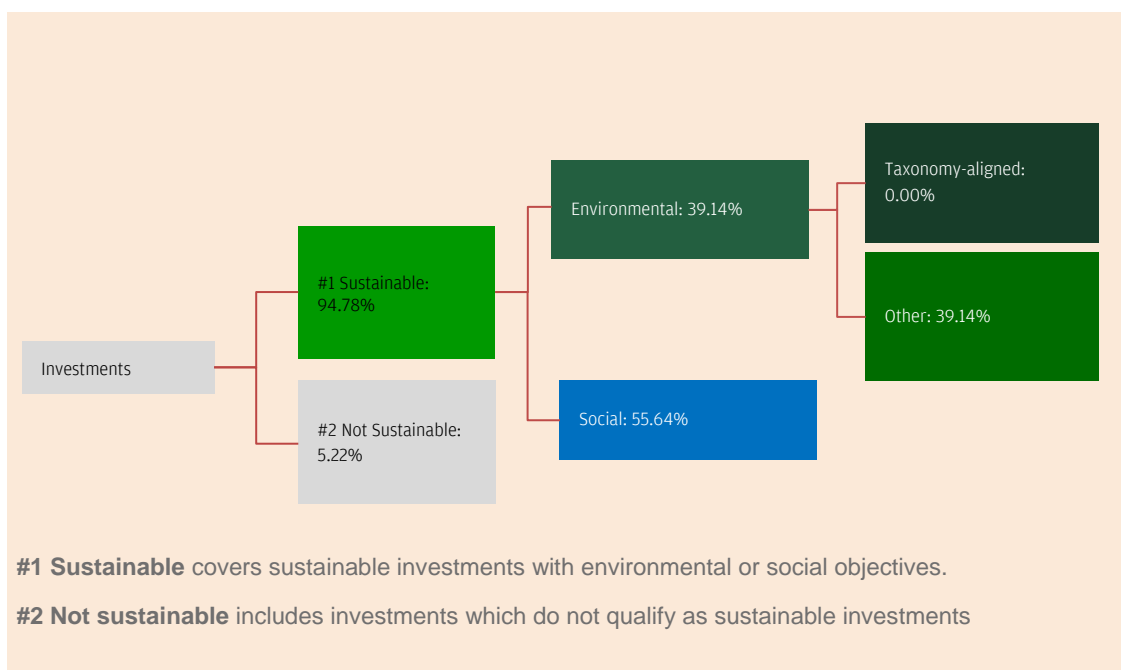 Investments
#1 Sustainable:
94.78%
#2 Not Sustainable:
5.22%
Environmental: 39.14%
Social: 55.64%
Taxonomy-aligned:
0.00%
Other: 39.14%
#1 Sustainable covers sustainable investments with environmental or social objectives.
#2 Not sustainable includes investments which do not qualify as sustainable investments